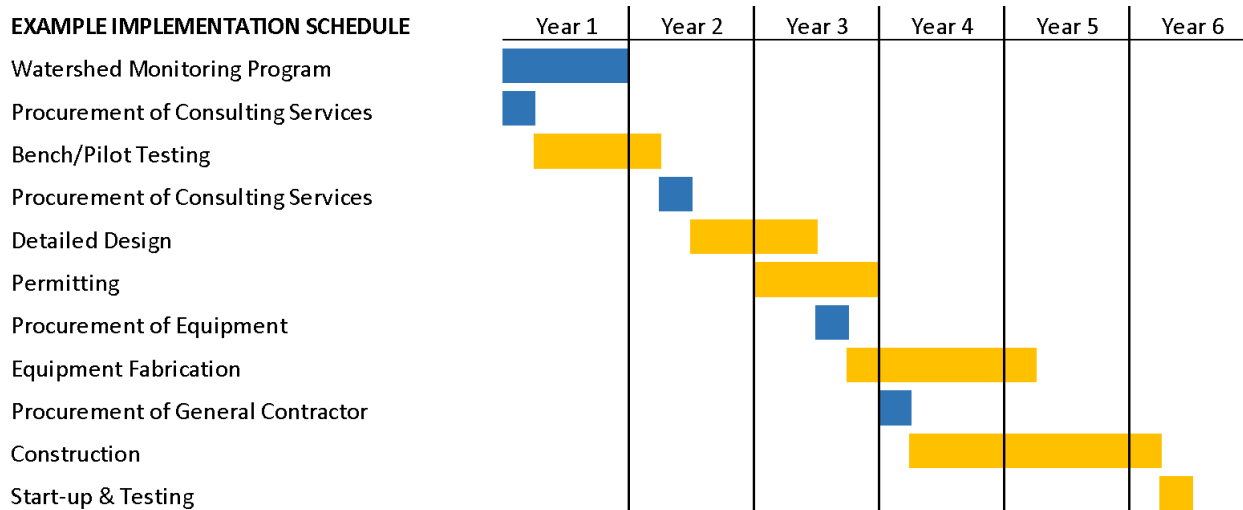 EXAMPLE IMPLEMENTATION SCHEDULE Year 1 Year 2 Year 3 Year 4 Year 5 Year 6
Watershed Monitoring Program
Procurement of Consulting Services
Bench/Pilot Testing
Procurement of Consulting Services
Detailed Design
Permitting
Procurement of Equipment
Equipment Fabrication
Procurement of General Contractor
Construction
Start-up & Testing